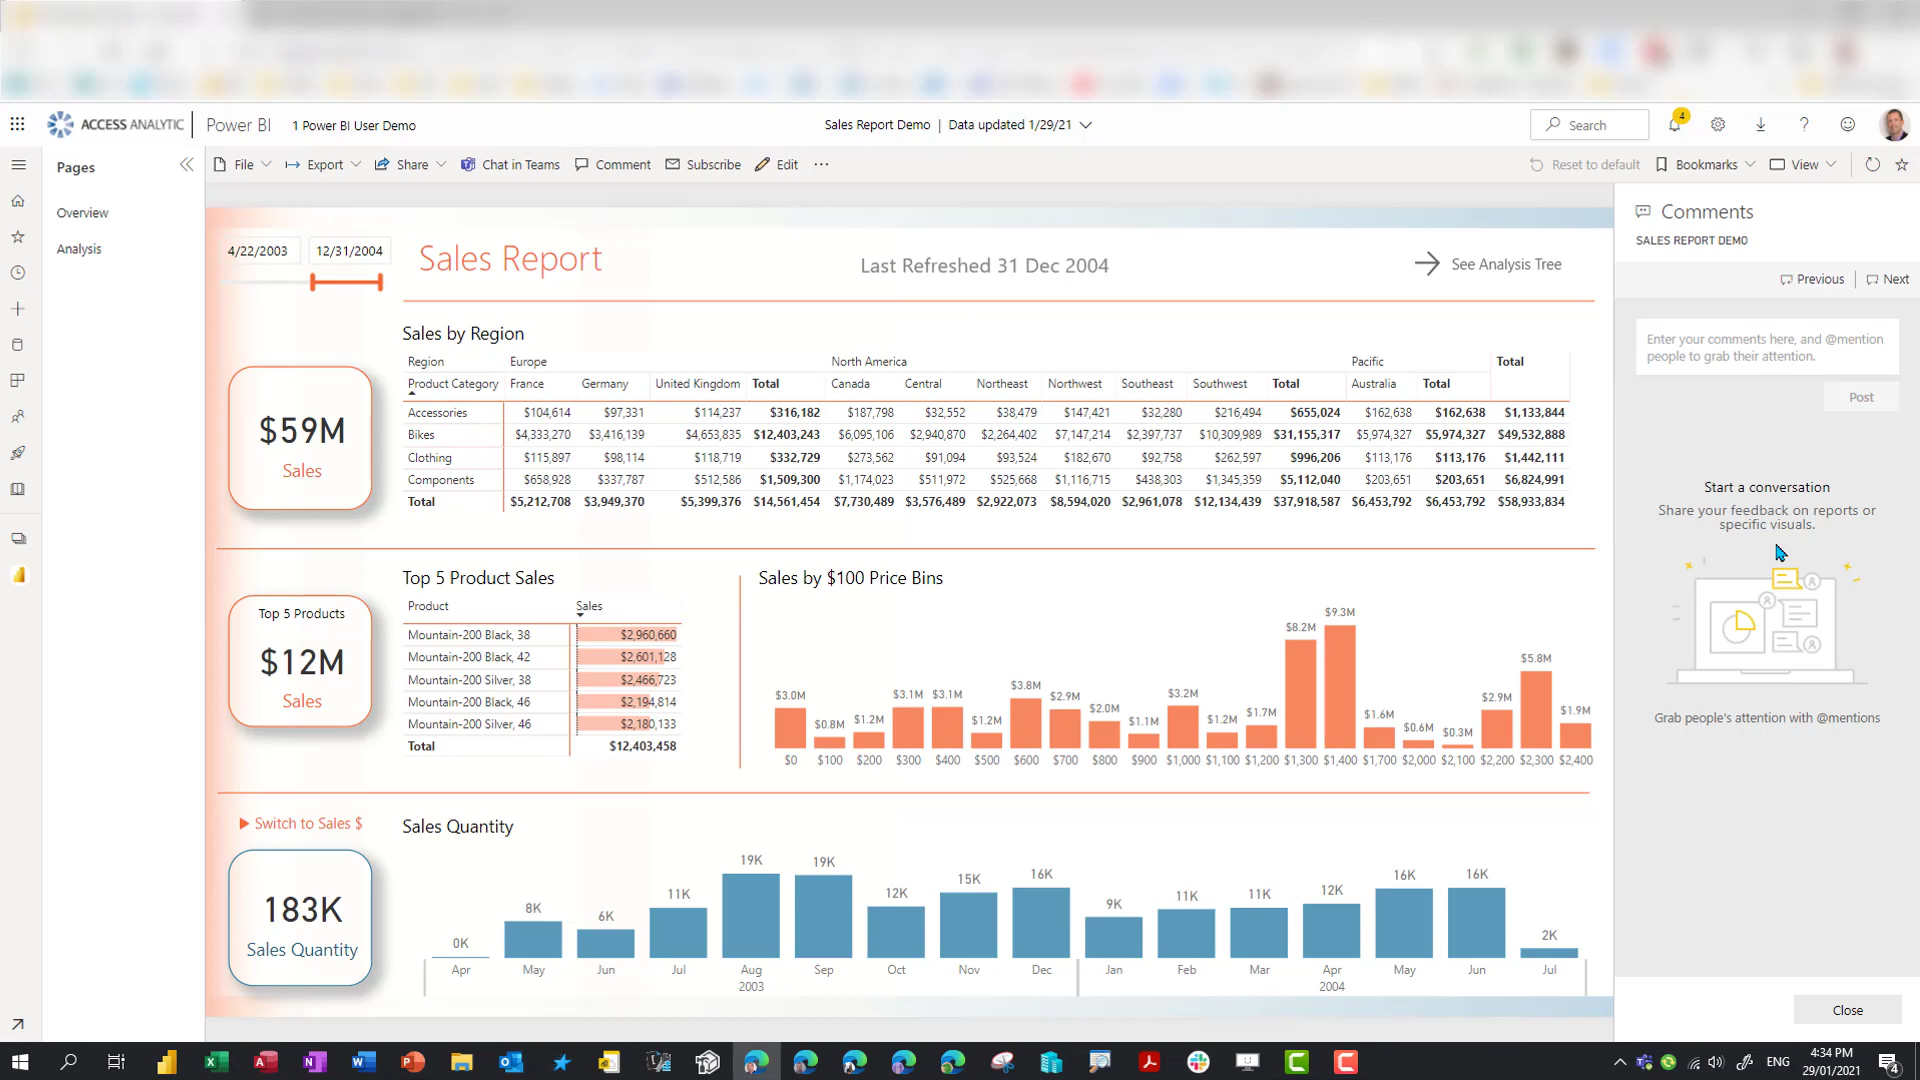 ACCESS ANALYTIC Power BI 1 Power BI User Demo Sales Report Demo | Data updated 1/29/21 Search 4
Pages
File Export Share Chat in Teams Comment Subscribe Edit ... Reset to default Bookmarks View
Overview
Analysis
4/22/2003 12/31/2004
Sales Report
Last Refreshed 31 Dec 2004
See Analysis Tree
Sales by Region
Region Europe North America Pacific Total
Product Category France Germany United Kingdom Total Canada Central Northeast Northwest Southeast Southwest Total Australia Total
Accessories $104,614 $97,331 $114,237 $316,182 $187,798 $32,552 $38,479 $147,421 $32,280 $216,494 $655,024 $162,638 $162,638 $1,133,844
Bikes $4,333,270 $3,416,139 $4,653,835 $12,403,243 $6,095,106 $2,940,870 $2,264,402 $7,147,214 $2,397,737 $10,309,989 $31,155,317 $5,974,327 $5,974,327 $49,532,888
Clothing $115,897 $98,114 $118,719 $332,729 $273,562 $91,094 $93,524 $182,670 $92,758 $262,597 $996,206 $113,176 $113,176 $1,442,111
Components $658,928 $337,787 $512,586 $1,509,300 $1,174,023 $511,972 $525,668 $1,116,715 $438,303 $1,345,359 $5,112,040 $203,651 $203,651 $6,824,991
Total $5,212,708 $3,949,370 $5,399,376 $14,561,454 $7,730,489 $3,576,489 $2,922,073 $8,594,020 $2,961,078 $12,134,439 $37,918,587 $6,453,792 $6,453,792 $58,933,834
$59M
Sales
Top 5 Products
$12M
Sales
Top 5 Product Sales
Product Sales
Mountain-200 Black, 38 $2,960,660
Mountain-200 Black, 42 $2,601,128
Mountain-200 Silver, 38 $2,466,723
Mountain-200 Black, 46 $2,194,814
Mountain-200 Silver, 46 $2,180,133
Total $12,403,458
Sales by $100 Price Bins
$3.0M $0.8M $1.2M $3.1M $3.1M $1.2M $3.8M $2.9M $2.0M $1.1M $3.2M $1.2M $1.7M $8.2M $9.3M $1.6M $0.6M $0.3M $2.9M $5.8M $1.9M
$0 $100 $200 $300 $400 $500 $600 $700 $800 $900 $1,000 $1,100 $1,200 $1,300 $1,400 $1,700 $2,000 $2,100 $2,200 $2,300 $2,400
Switch to Sales $
183K
Sales Quantity
Sales Quantity
0K 8K 6K 11K 19K 19K 12K 15K 16K 9K 11K 11K 12K 16K 16K 2K
Apr May Jun Jul Aug Sep Oct Nov Dec Jan Feb Mar Apr May Jun Jul
2003 2004
Comments
SALES REPORT DEMO
Previous Next
Enter your comments here, and @mention
people to grab their attention.
Post
Start a conversation
Share your feedback on reports or
specific visuals.
Grab people's attention with @mentions
Close
ENG
4:34 PM
29/01/2021
4